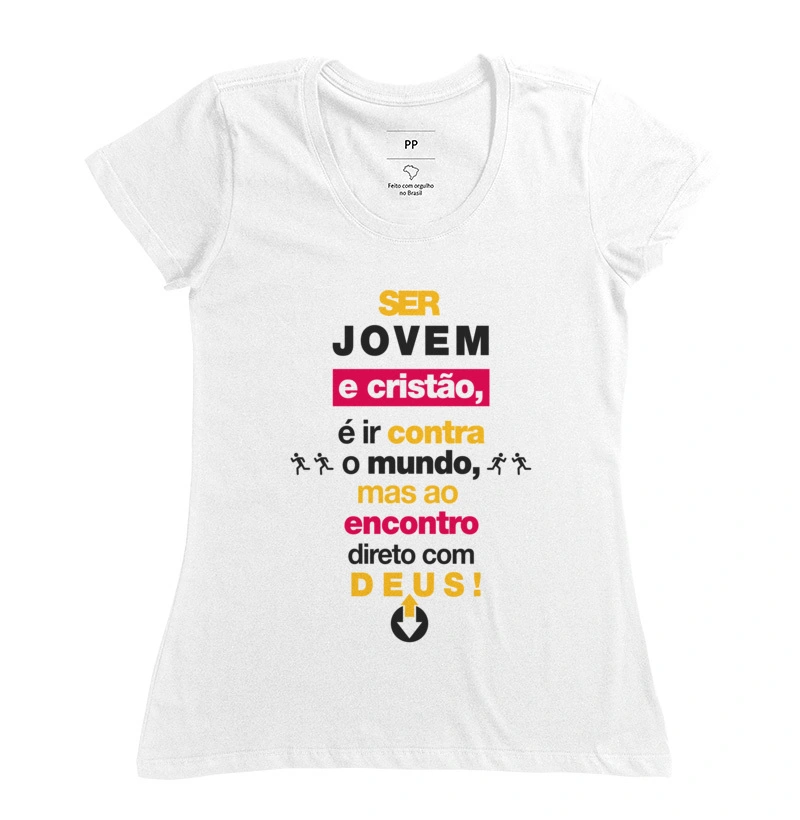 PP
Feito com orgulho
no Brasil
SER
JOVEM
e cristão,
é ir contra
o mundo,
mas ao
encontro
direto com
DEUS!